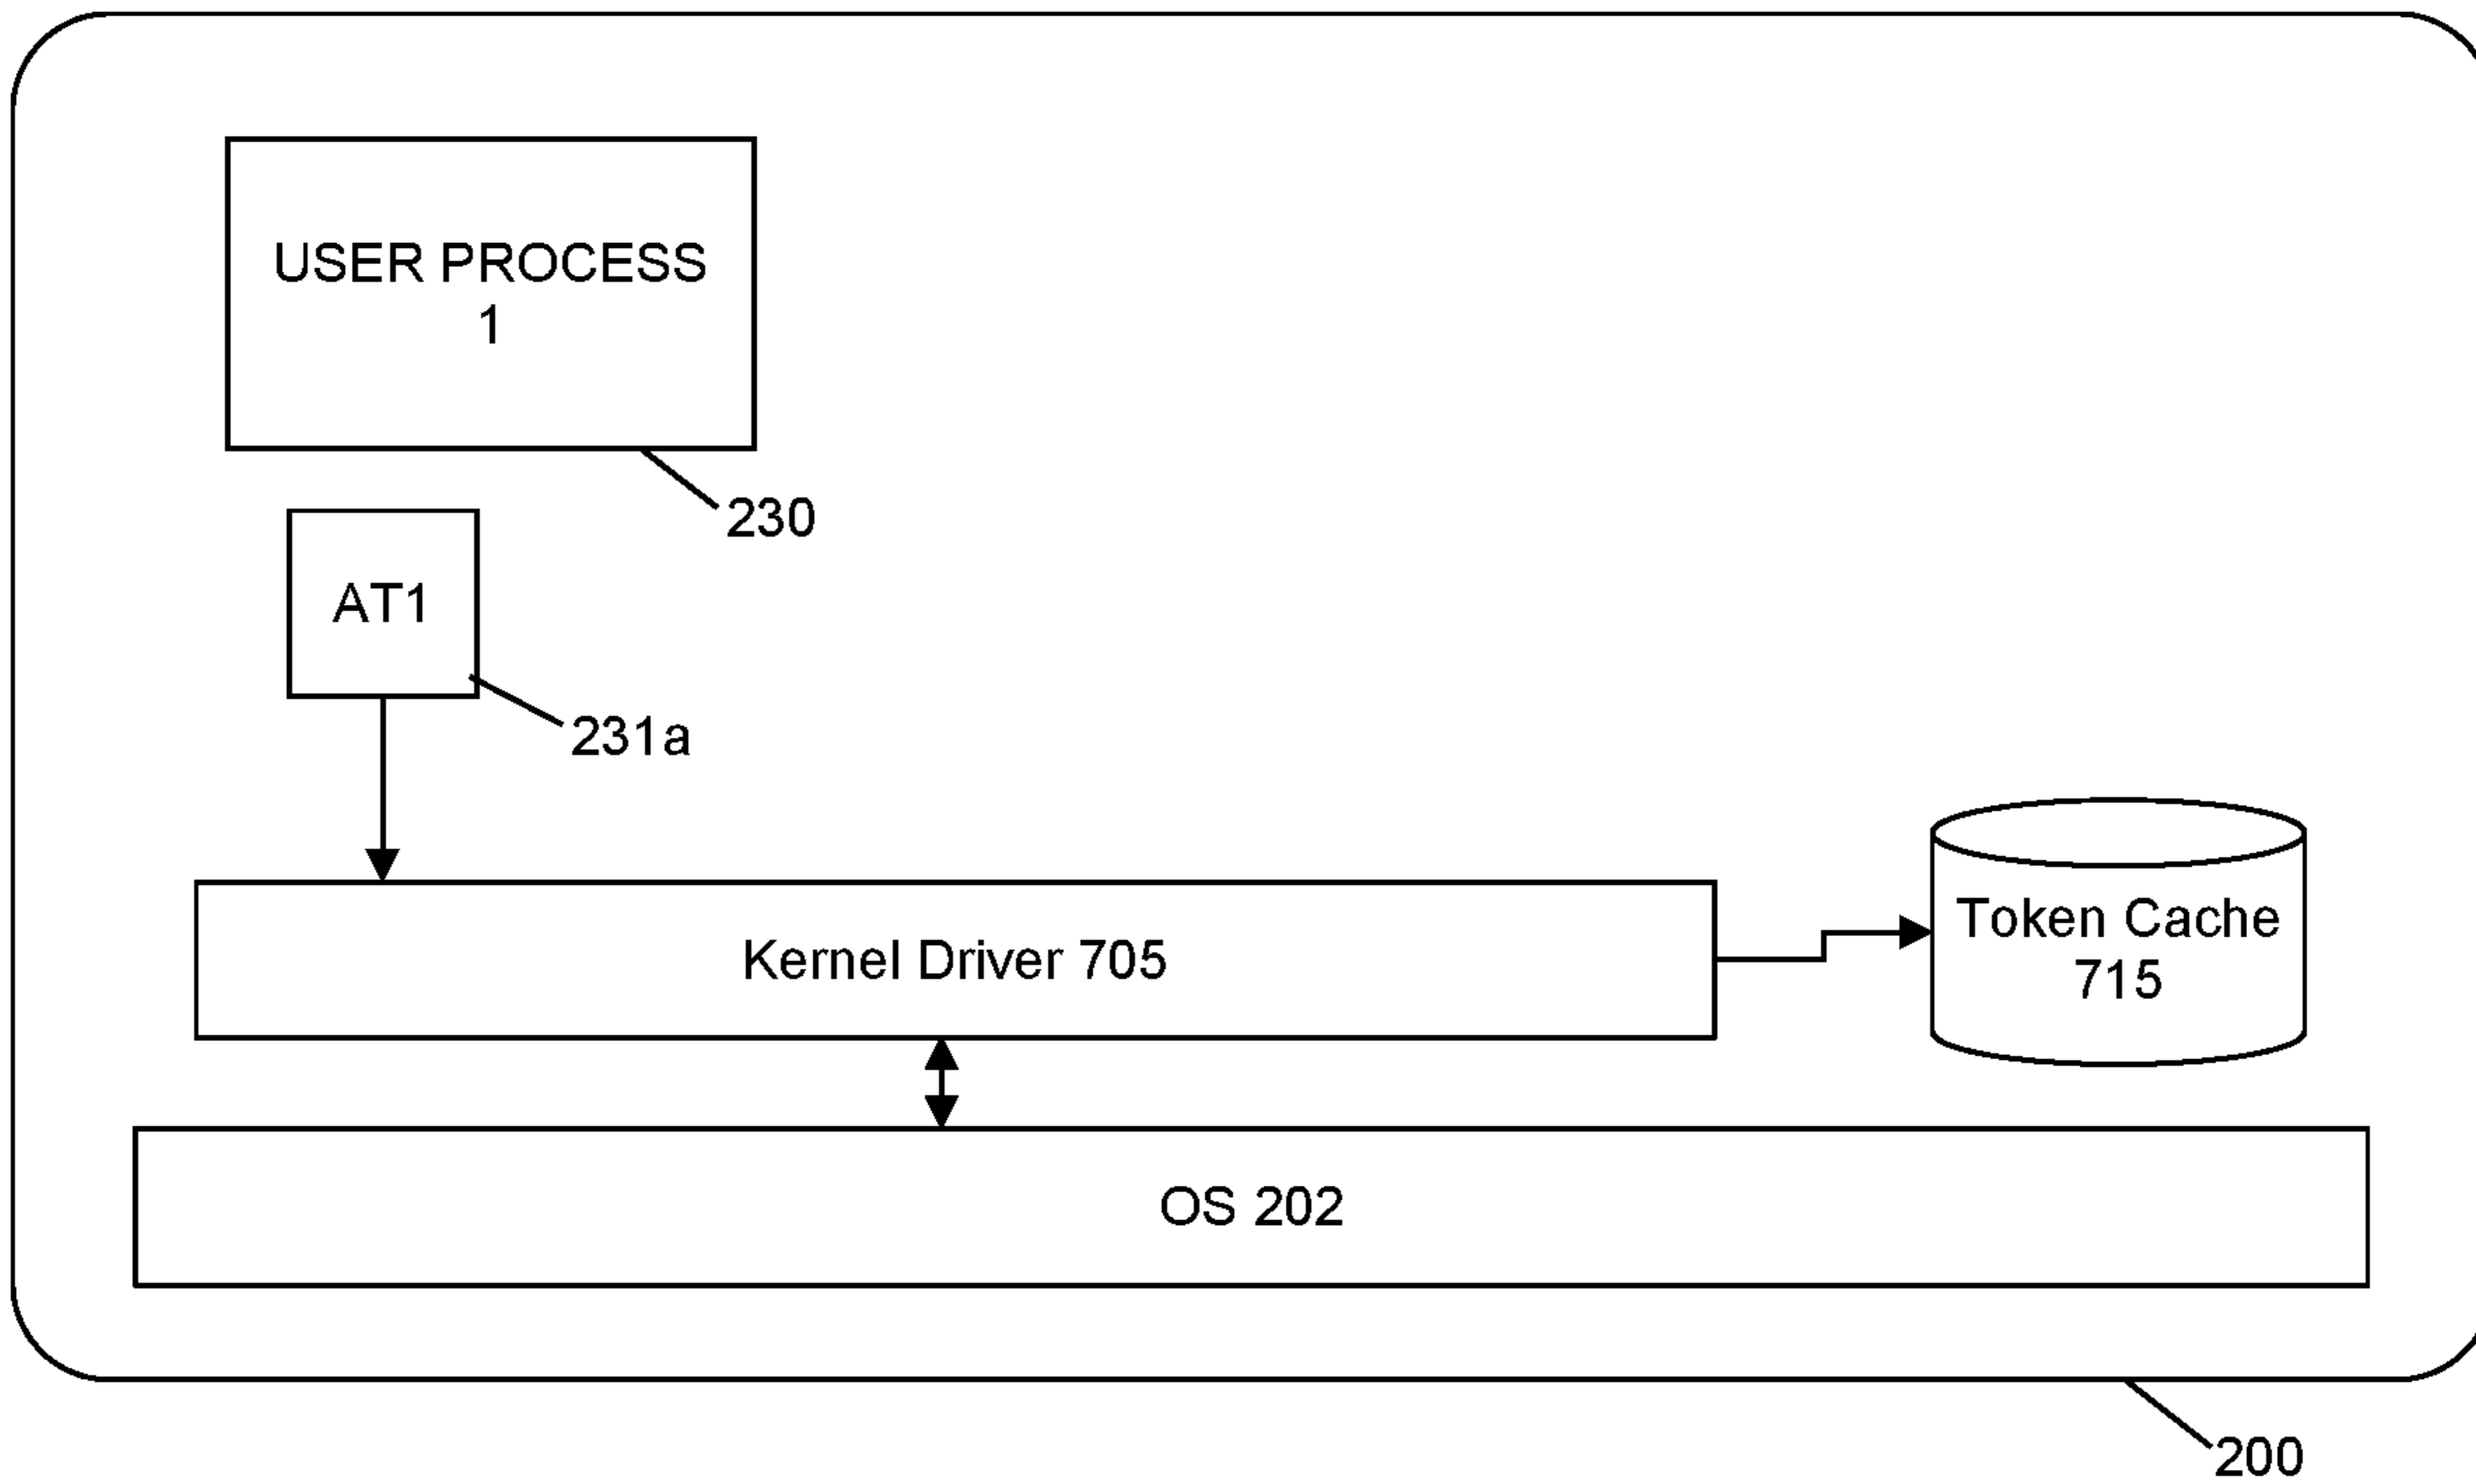 USER PROCESS
1
230
AT1
231a
Token Cache
715
Kernel Driver 705
OS 202
200